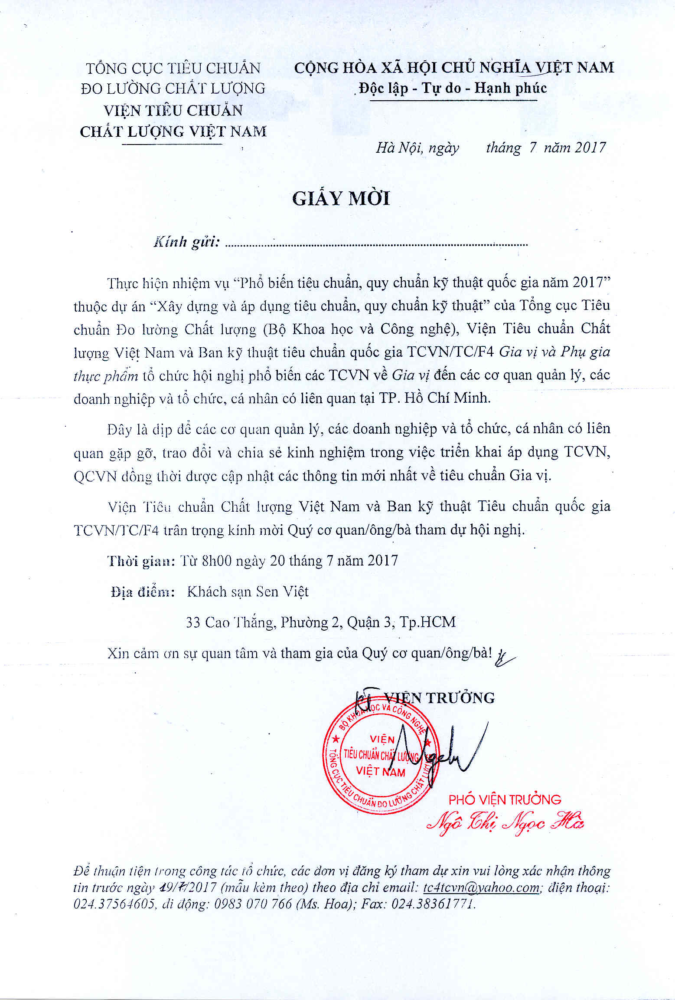 TỔNG CỤC TIÊU CHUẨN
ĐO LƯỜNG CHẤT LƯỢNG
VIỆN TIÊU CHUẨN
CHẤT LƯỢNG VIỆT NAM
CỘNG HÒA XÃ HỘI CHỦ NGHĨA VIỆT NAM
Độc lập - Tự do - Hạnh phúc
Hà Nội, ngày tháng 7 năm 2017
GIẤY MỜI
Kính gửi: ........................................................................................................
Thực hiện nhiệm vụ “Phổ biến tiêu chuẩn, quy chuẩn kỹ thuật quốc gia năm 2017”
thuộc dự án “Xây dựng và áp dụng tiêu chuẩn, quy chuẩn kỹ thuật” của Tổng cục Tiêu
chuẩn Đo lường Chất lượng (Bộ Khoa học và Công nghệ), Viện Tiêu chuẩn Chất
lượng Việt Nam và Ban kỹ thuật tiêu chuẩn quốc gia TCVN/TC/F4 Gia vị và Phụ gia
thực phẩm tổ chức hội nghị phổ biến các TCVN về Gia vị đến các cơ quan quản lý, các
doanh nghiệp và tổ chức, cá nhân có liên quan tại TP. Hồ Chí Minh.
Đây là dịp để các cơ quan quản lý, các doanh nghiệp và tổ chức, cá nhân có liên
quan gặp gỡ, trao đổi và chia sẻ kinh nghiệm trong việc triển khai áp dụng TCVN,
QCVN đồng thời được cập nhật các thông tin mới nhất về tiêu chuẩn Gia vị.
Viện Tiêu chuẩn Chất lượng Việt Nam và Ban kỹ thuật Tiêu chuẩn quốc gia
TCVN/TC/F4 trân trọng kính mời Quý cơ quan/ông/bà tham dự hội nghị.
Thời gian: Từ 8h00 ngày 20 tháng 7 năm 2017
Địa điểm: Khách sạn Sen Việt
33 Cao Thắng, Phường 2, Quận 3, Tp.HCM
Xin cảm ơn sự quan tâm và tham gia của Quý cơ quan/ông/bà!
KT VIỆN TRƯỞNG
BỘ KHOA HỌC VÀ CÔNG NGHỆ
VIỆN
TIÊU CHUẨN CHẤT LƯỢNG
VIỆT NAM
TỔNG CỤC TIÊU CHUẨN ĐO LƯỜNG CHẤT LƯỢNG
PHÓ VIỆN TRƯỞNG
Ngô Thị Ngọc Hà
Để thuận tiện trong công tác tổ chức, các đơn vị đăng ký tham dự xin vui lòng xác nhận thông
tin trước ngày 19/7/2017 (mẫu kèm theo) theo địa chỉ email: tc4tcvn@yahoo.com; điện thoại:
024.37564605, di động: 0983 070 766 (Ms. Hoa); Fax: 024.38361771.